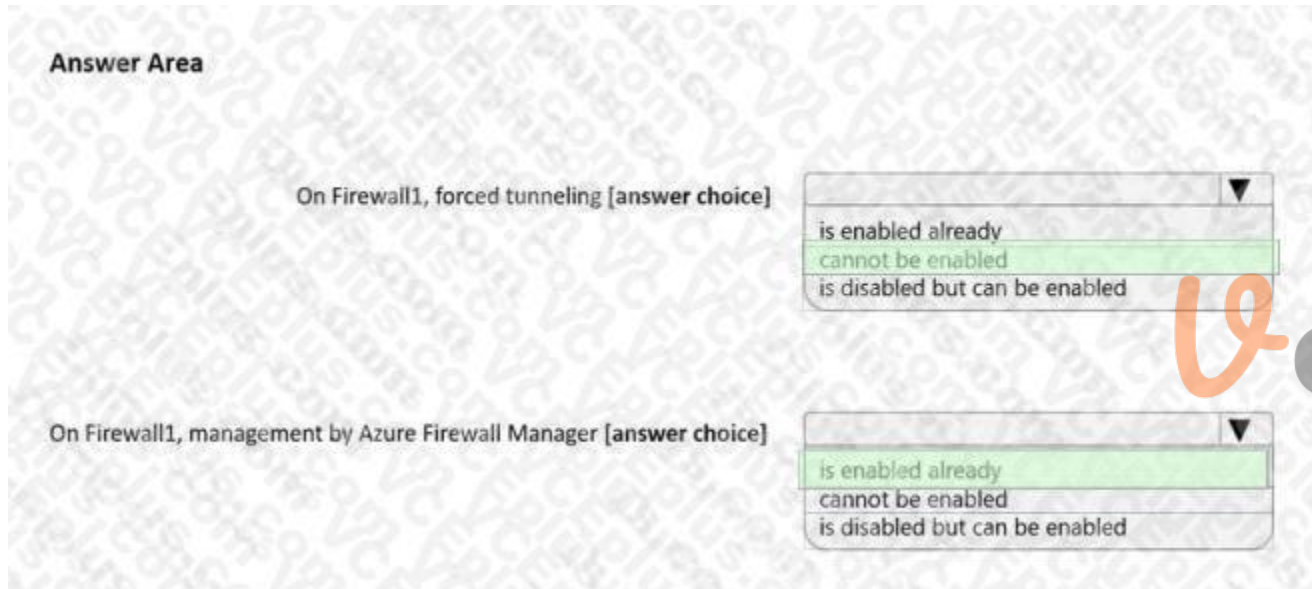 Answer Area
On Firewall1, forced tunneling [answer choice]
is enabled already
cannot be enabled
is disabled but can be enabled
On Firewall1, management by Azure Firewall Manager [answer choice]
is enabled already
cannot be enabled
is disabled but can be enabled